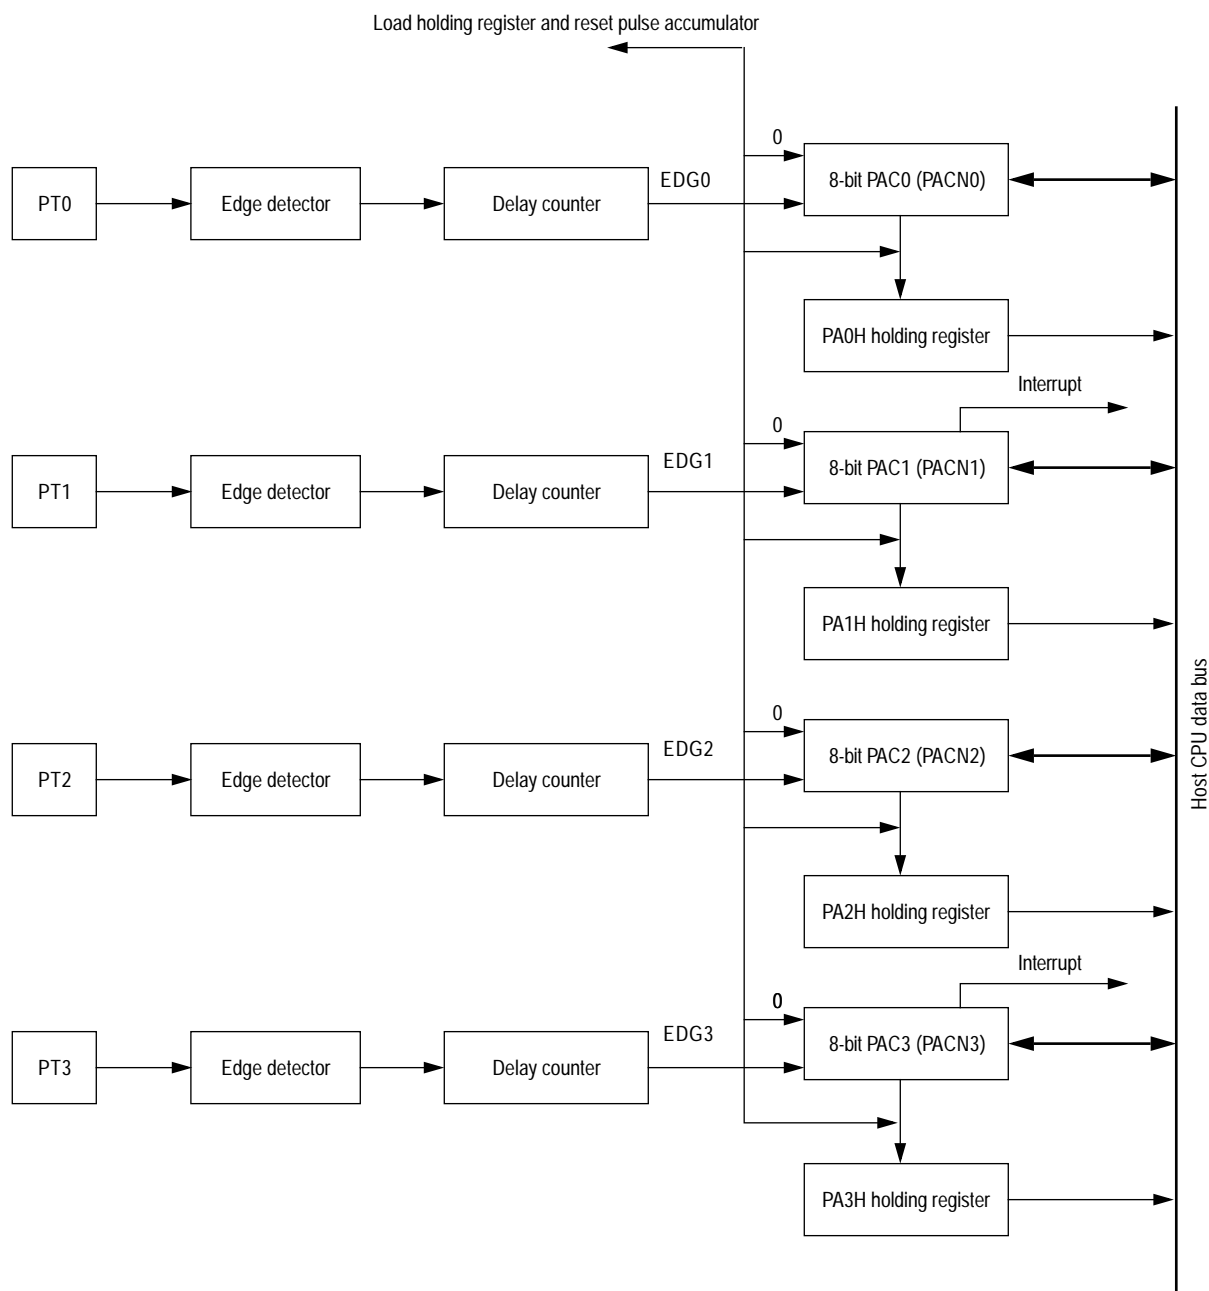 Load holding register and reset pulse accumulator
0
EDG0
8-bit PAC0 (PACN0)
PT0
Edge detector
Delay counter
PA0H holding register
Interrupt
0
EDG1
8-bit PAC1 (PACN1)
PT1
Edge detector
Delay counter
PA1H holding register
Host CPU data bus
0
EDG2
8-bit PAC2 (PACN2)
PT2
Edge detector
Delay counter
PA2H holding register
Interrupt
0
EDG3
8-bit PAC3 (PACN3)
PT3
Edge detector
Delay counter
PA3H holding register